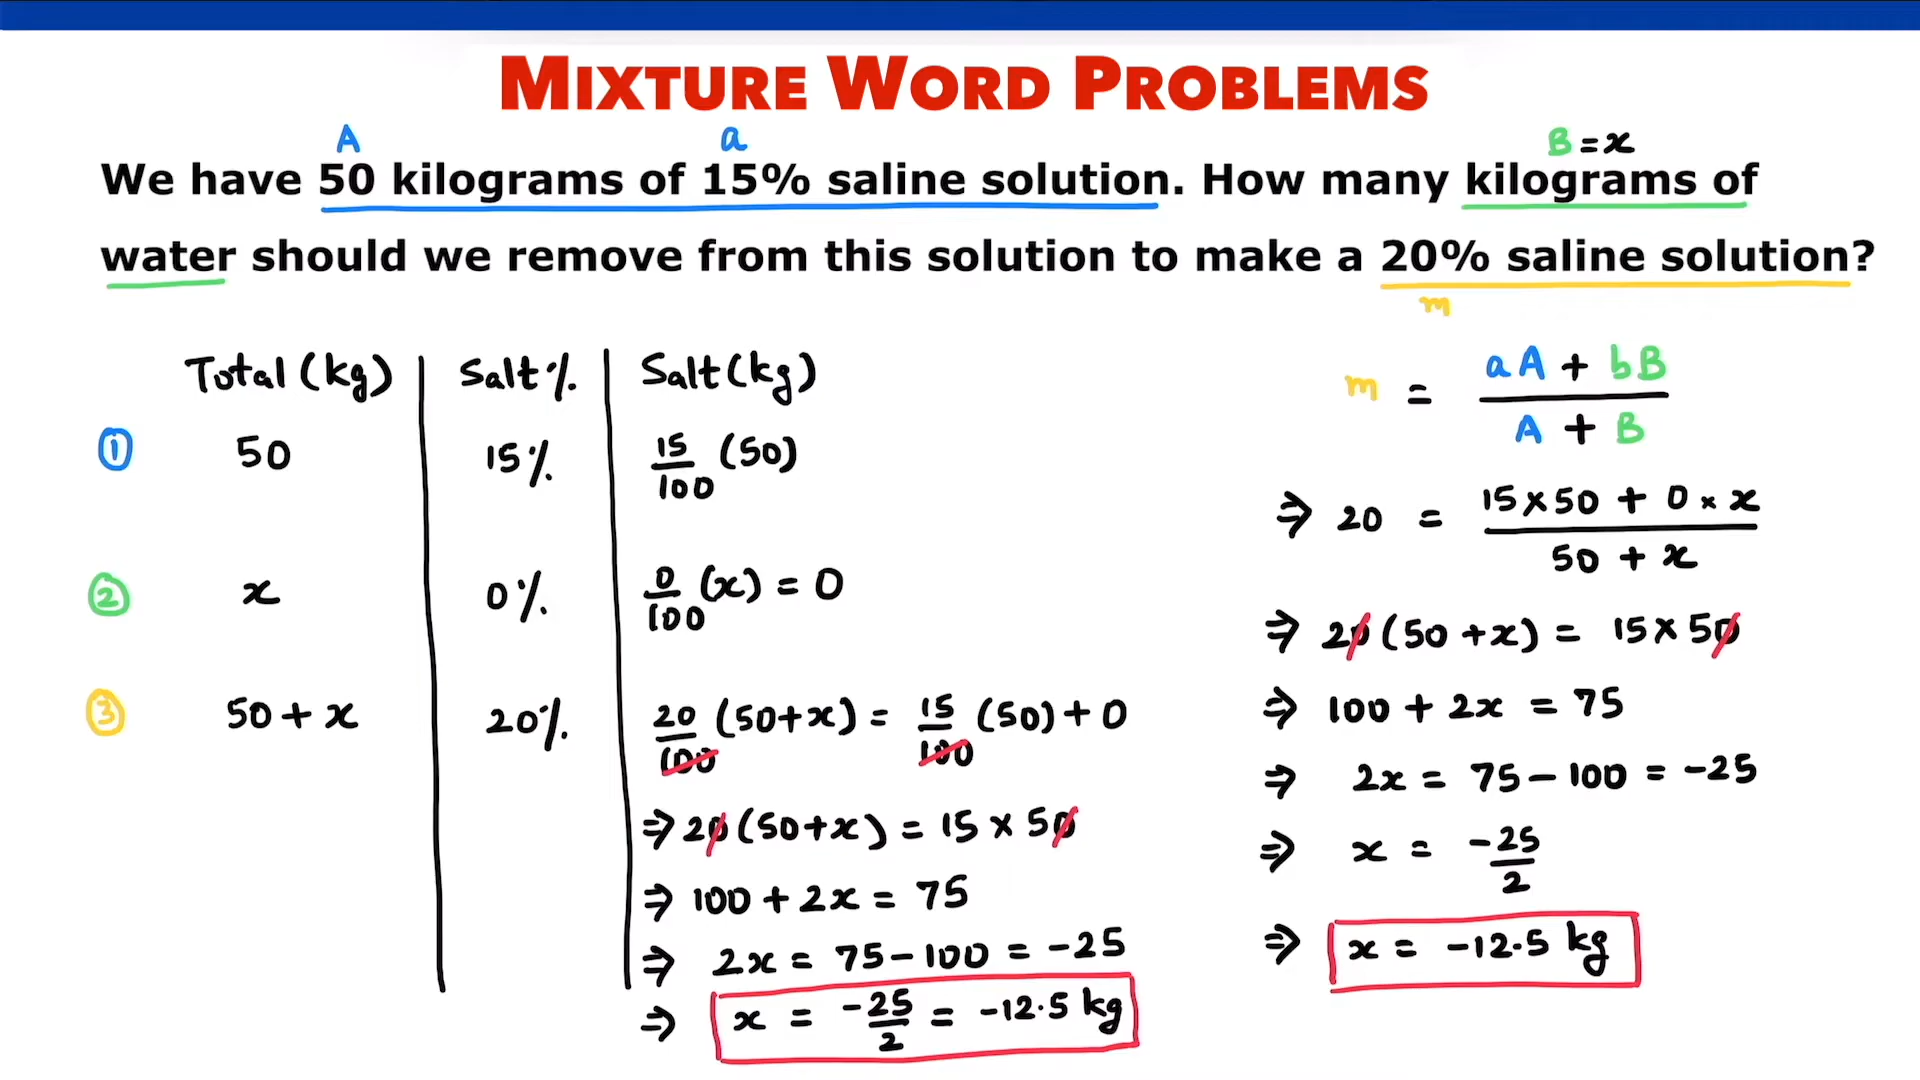 MIXTURE WORD PROBLEMS
A a B = x
We have 50 kilograms of 15% saline solution. How many kilograms of
water should we remove from this solution to make a 20% saline solution?
m
Total (kg) Salt % Salt (kg)
① 50 15% 15/100 (50)
② x 0% 0/100 (x) = 0
③ 50 + x 20% 20/100 (50+x) = 15/100 (50) + 0
⇒ 20 (50+x) = 15 × 50
⇒ 100 + 2x = 75
⇒ 2x = 75 - 100 = -25
⇒ x = -25/2 = -12.5 kg
m = aA + bB / A + B
⇒ 20 = 15×50 + 0 × x / 50 + x
⇒ 20 (50 + x) = 15 × 50
⇒ 100 + 2x = 75
⇒ 2x = 75 - 100 = -25
⇒ x = -25/2
⇒ x = -12.5 kg